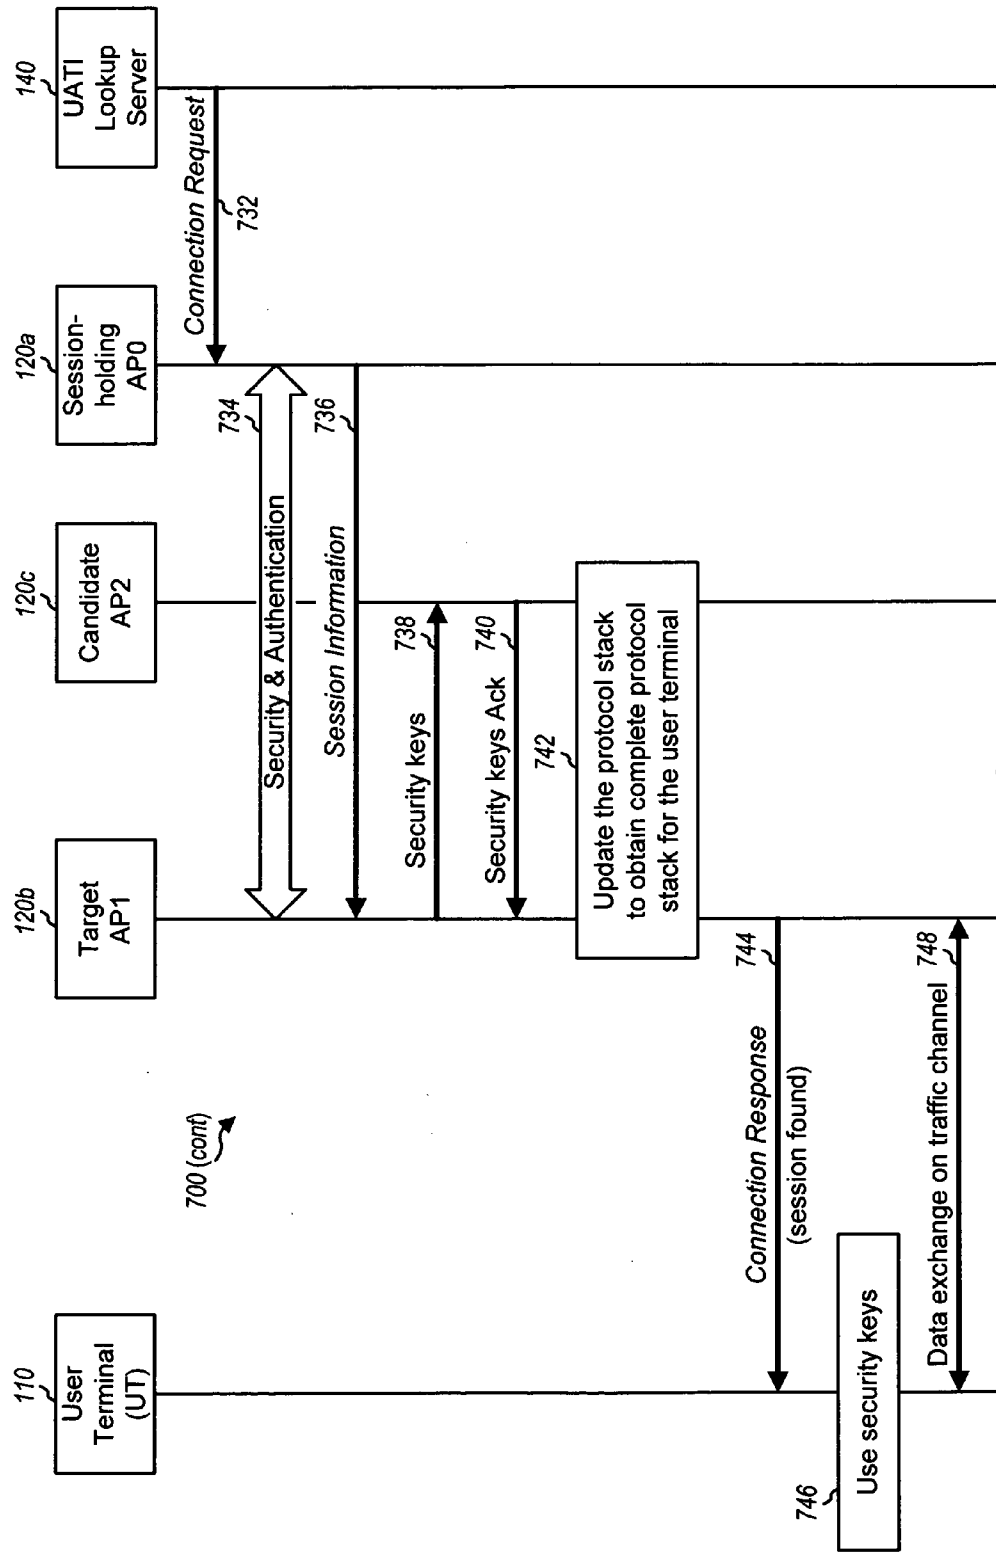 110
User
Terminal
(UT)
120b
Target
AP1
120c
Candidate
AP2
120a
Session-
holding
AP0
140
UATI
Lookup
Server
700 (cont)
Connection Request
732
734
Security & Authentication
736
Session Information
Security keys
738
Security keys Ack
740
742
Update the protocol stack
to obtain complete protocol
stack for the user terminal
Connection Response
744
(session found)
746
Use security keys
Data exchange on traffic channel
748